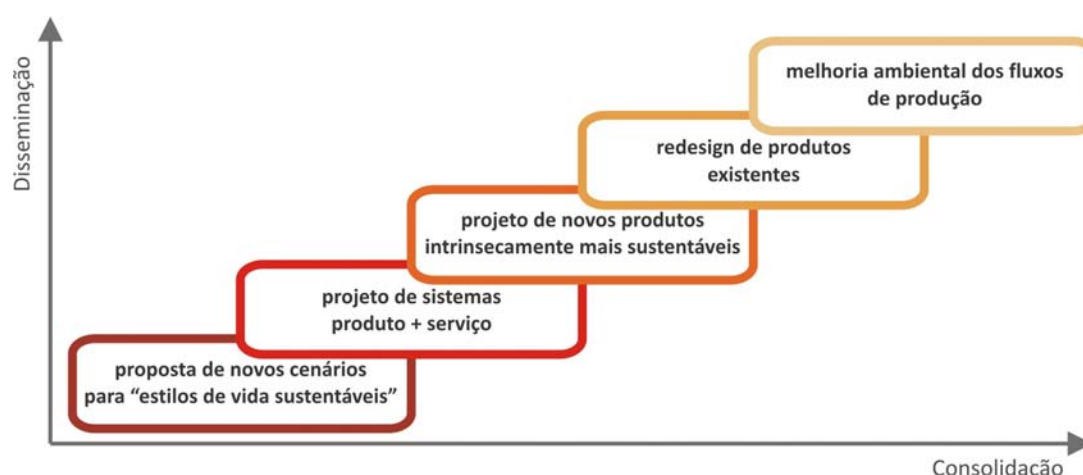 Disseminação
melhoria ambiental dos fluxos
de produção
redesign de produtos
existentes
projeto de novos produtos
intrinsecamente mais sustentáveis
projeto de sistemas
produto + serviço
proposta de novos cenários
para “estilos de vida sustentáveis”
Consolidação